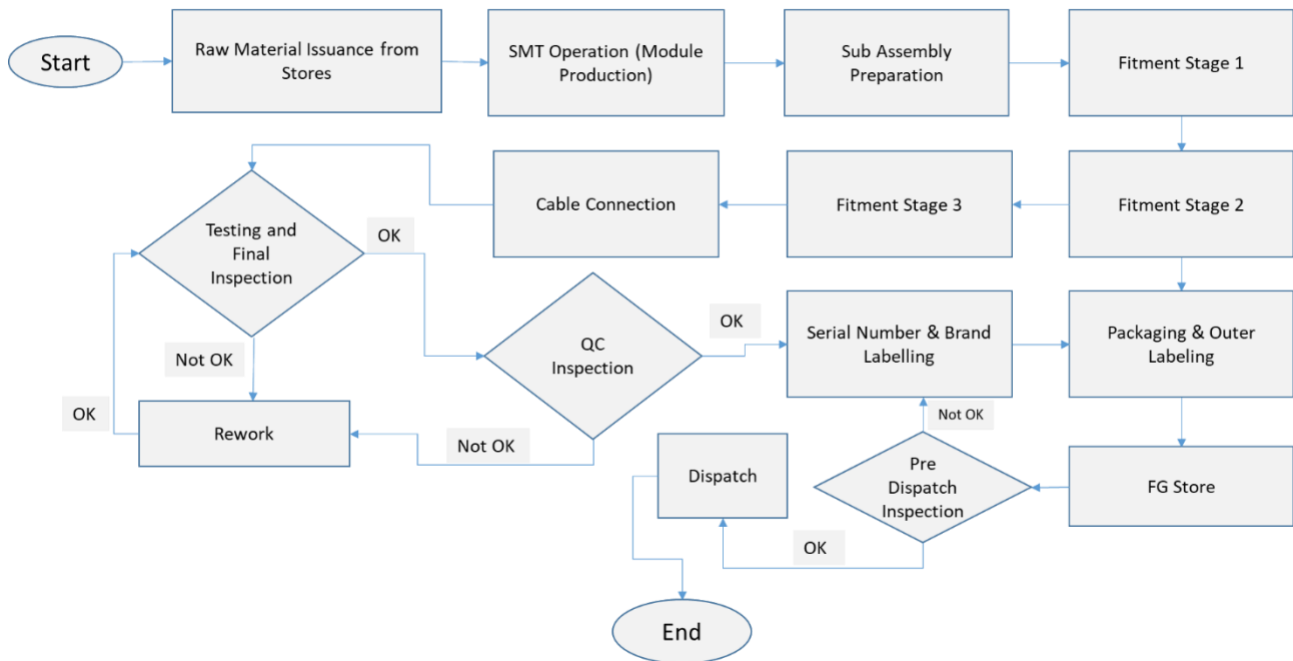 Start
Raw Material Issuance from
Stores
SMT Operation (Module
Production)
Sub Assembly
Preparation
Fitment Stage 1
Cable Connection
Fitment Stage 3
Fitment Stage 2
Testing and
Final
Inspection
OK
Not OK
OK
Rework
QC
Inspection
OK
Not OK
Serial Number & Brand
Labelling
Packaging & Outer
Labeling
Not OK
Dispatch
Pre
Dispatch
Inspection
FG Store
OK
End